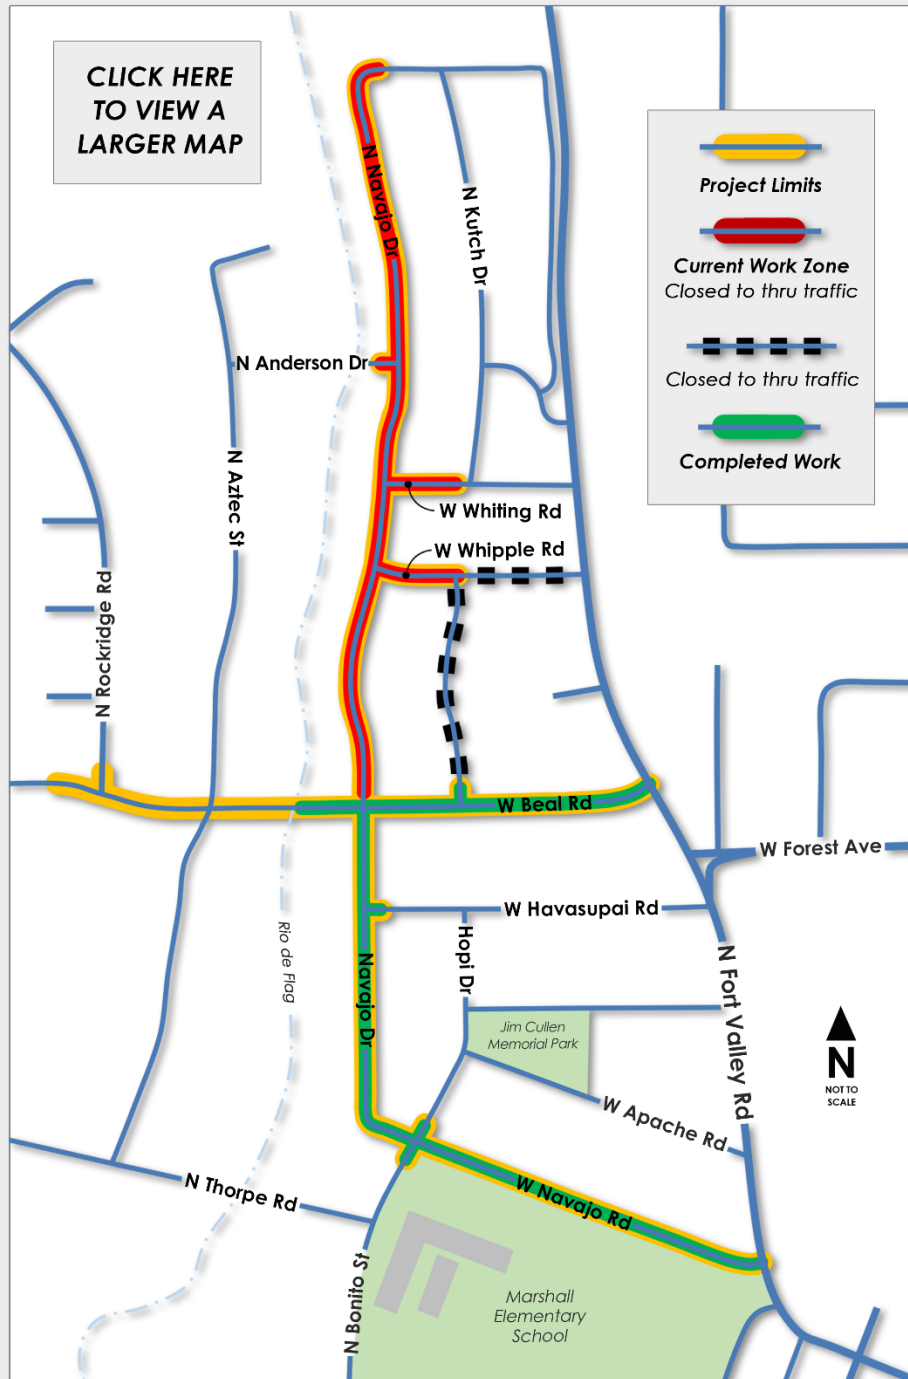 CLICK HERE
TO VIEW A
LARGER MAP
Project Limits
Current Work Zone
Closed to thru traffic
Closed to thru traffic
Completed Work
N Navajo Dr
N Kutch Dr
N Anderson Dr
N Aztec St
W Whiting Rd
W Whipple Rd
N Rockridge Rd
W Beal Rd
W Forest Ave
W Havasupai Rd
Rio de Flag
Navajo Dr
Hopi Dr
N Fort Valley Rd
Jim Cullen
Memorial Park
N
NOT TO
SCALE
W Apache Rd
N Thorpe Rd
W Navajo Rd
N Bonito St
Marshall
Elementary
School